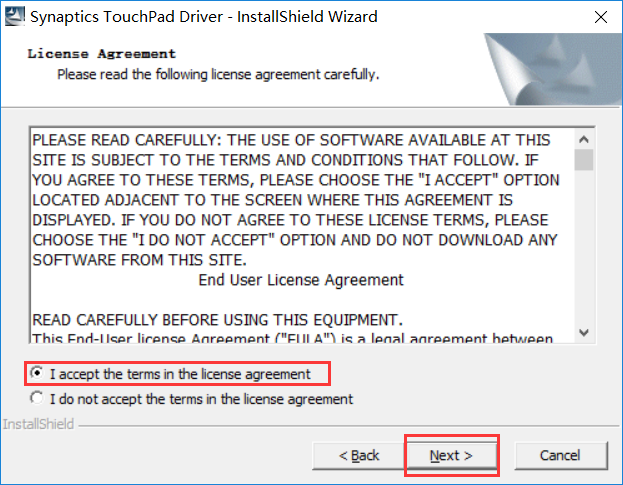 Synaptics TouchPad Driver - InstallShield Wizard
License Agreement
Please read the following license agreement carefully.
PLEASE READ CAREFULLY: THE USE OF SOFTWARE AVAILABLE AT THIS
SITE IS SUBJECT TO THE TERMS AND CONDITIONS THAT FOLLOW. IF
YOU AGREE TO THESE TERMS, PLEASE CHOOSE THE "I ACCEPT" OPTION
LOCATED ADJACENT TO THE SCREEN WHERE THIS AGREEMENT IS
DISPLAYED. IF YOU DO NOT AGREE TO THESE LICENSE TERMS, PLEASE
CHOOSE THE "I DO NOT ACCEPT" OPTION AND DO NOT DOWNLOAD ANY
SOFTWARE FROM THIS SITE.
End User License Agreement
READ CAREFULLY BEFORE USING THIS EQUIPMENT.
This End-User license Agreement ("EULA") is a legal agreement between
I accept the terms in the license agreement
I do not accept the terms in the license agreement
InstallShield
< Back
Next >
Cancel